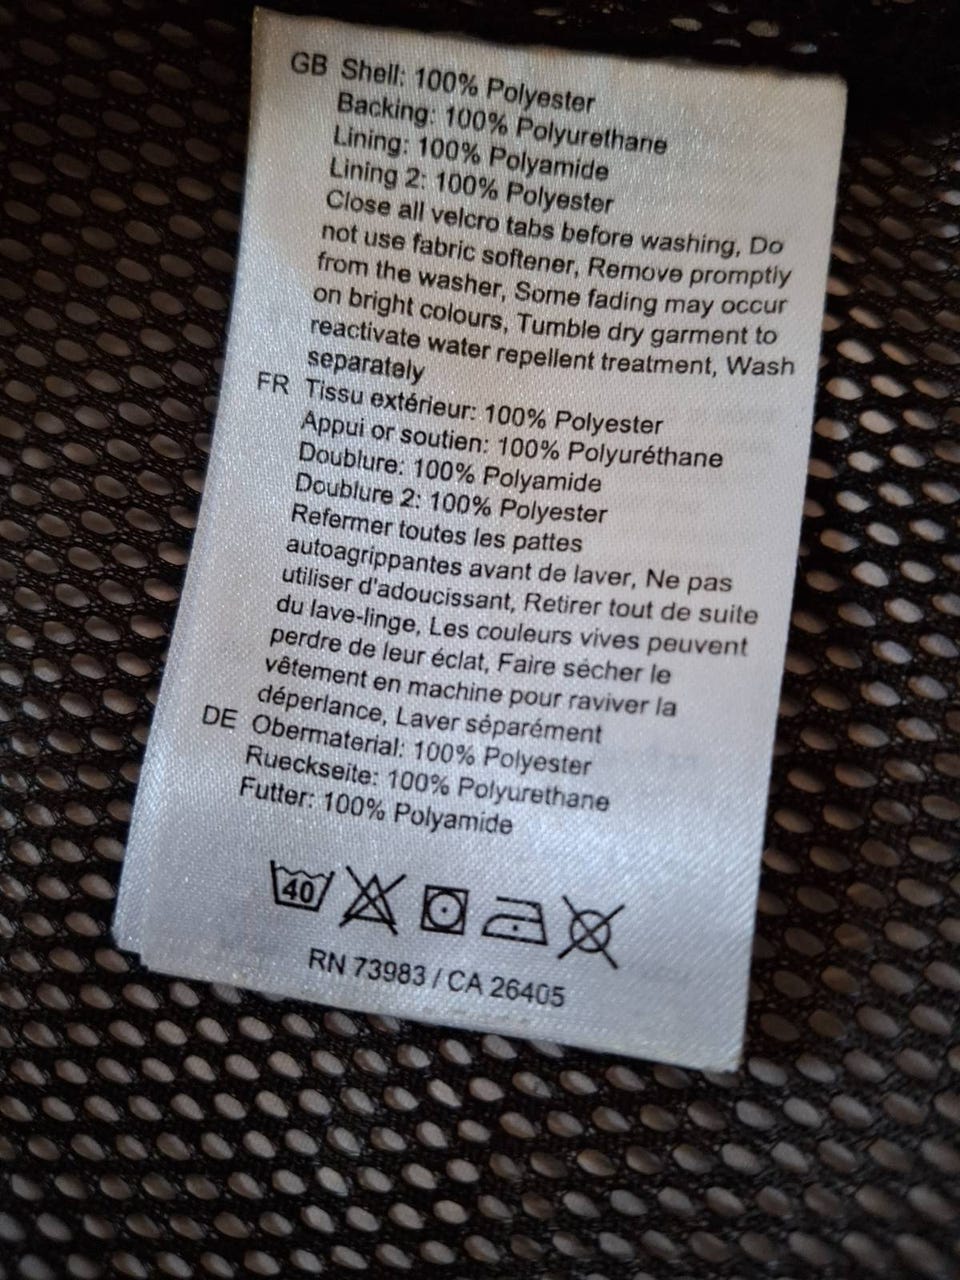 GB Shell: 100% Polyester
Backing: 100% Polyurethane
Lining: 100% Polyamide
Lining 2: 100% Polyester
Close all velcro tabs before washing, Do
not use fabric softener, Remove promptly
from the washer, Some fading may occur
on bright colours, Tumble dry garment to
reactivate water repellent treatment, Wash
separately
FR Tissu extérieur: 100% Polyester
Appui or soutien: 100% Polyuréthane
Doublure: 100% Polyamide
Doublure 2: 100% Polyester
Refermer toutes les pattes
autoagrippantes avant de laver, Ne pas
utiliser d'adoucissant, Retirer tout de suite
du lave-linge, Les couleurs vives peuvent
perdre de leur éclat, Faire sécher le
vêtement en machine pour raviver la
déperlance, Laver séparément
DE Obermaterial: 100% Polyester
Rueckseite: 100% Polyurethane
Futter: 100% Polyamide
40
RN 73983 / CA 26405